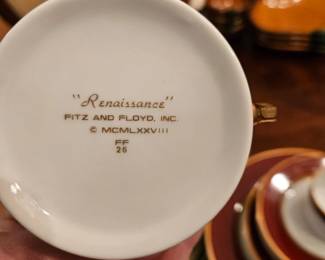 "Renaissance"
FITZ AND FLOYD, INC.
© MCMLXXVIII
FF
26